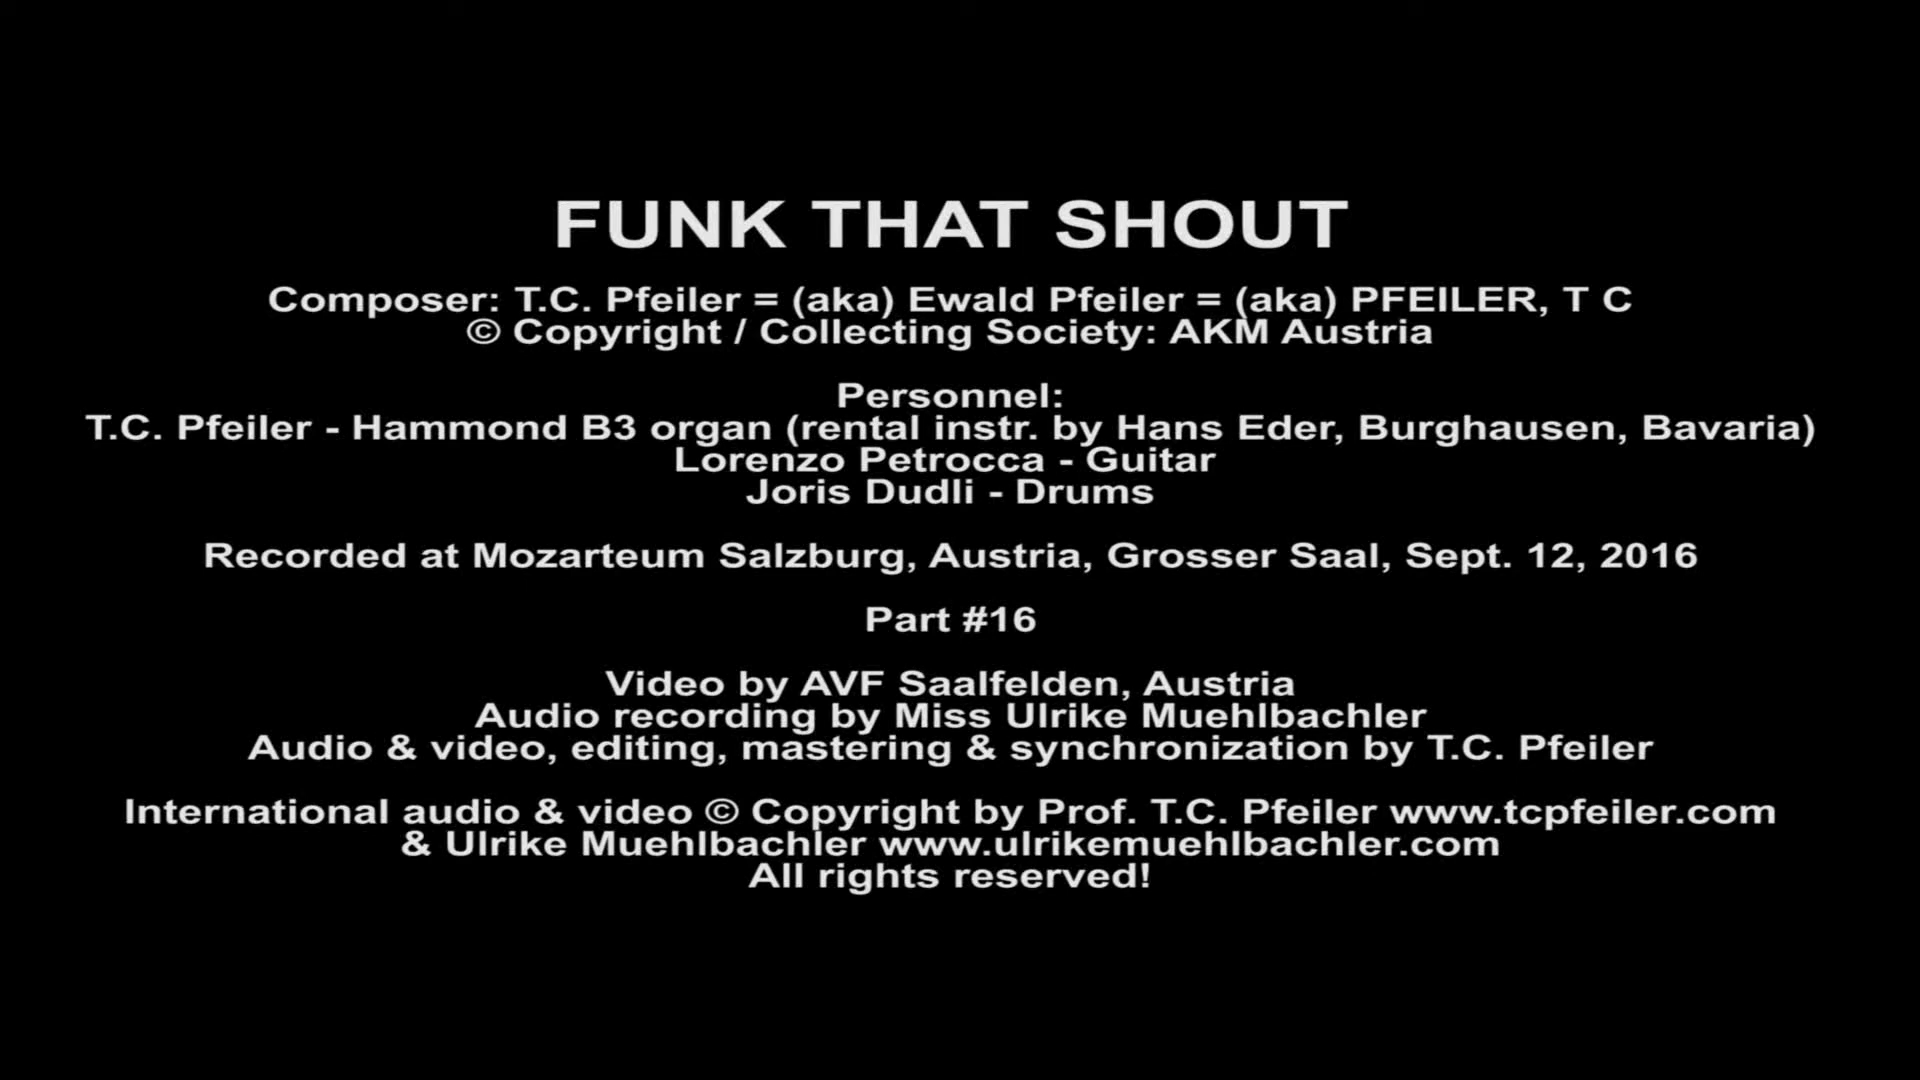 FUNK THAT SHOUT
Composer: T.C. Pfeiler = (aka) Ewald Pfeiler = (aka) PFEILER, T C
© Copyright / Collecting Society: AKM Austria
Personnel:
T.C. Pfeiler - Hammond B3 organ (rental instr. by Hans Eder, Burghausen, Bavaria)
Lorenzo Petrocca - Guitar
Joris Dudli - Drums
Recorded at Mozarteum Salzburg, Austria, Grosser Saal, Sept. 12, 2016
Part #16
Video by AVF Saalfelden, Austria
Audio recording by Miss Ulrike Muehlbachler
Audio & video, editing, mastering & synchronization by T.C. Pfeiler
International audio & video © Copyright by Prof. T.C. Pfeiler www.tcpfeiler.com
& Ulrike Muehlbachler www.ulrikemuehlbachler.com
All rights reserved!